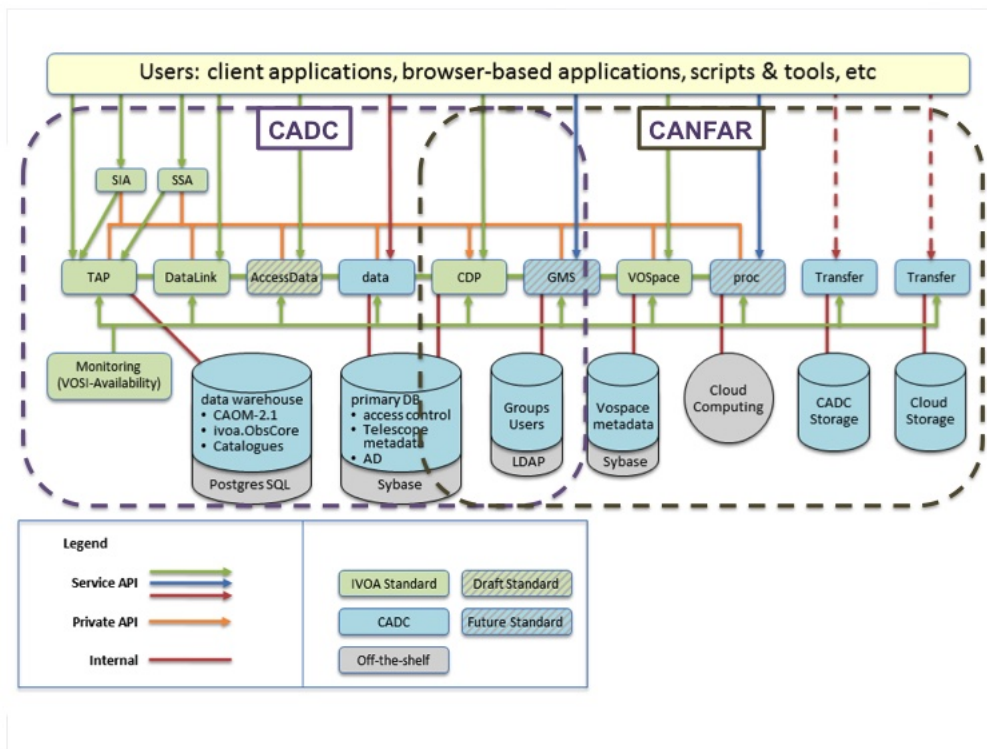 Users: client applications, browser-based applications, scripts & tools, etc
CADC
CANFAR
SIA
SSA
TAP
DataLink
AccessData
data
CDP
GMS
VOSpace
proc
Transfer
Transfer
Monitoring
(VOSI-Availability)
data warehouse
• CAOM-2.1
• ivoa.ObsCore
• Catalogues
Postgres SQL
primary DB
• access control
• Telescope
metadata
• AD
Sybase
Groups
Users
LDAP
Vospace
metadata
Sybase
Cloud
Computing
CADC
Storage
Cloud
Storage
Legend
Service API
Private API
Internal
IVOA Standard
Draft Standard
CADC
Future Standard
Off-the-shelf